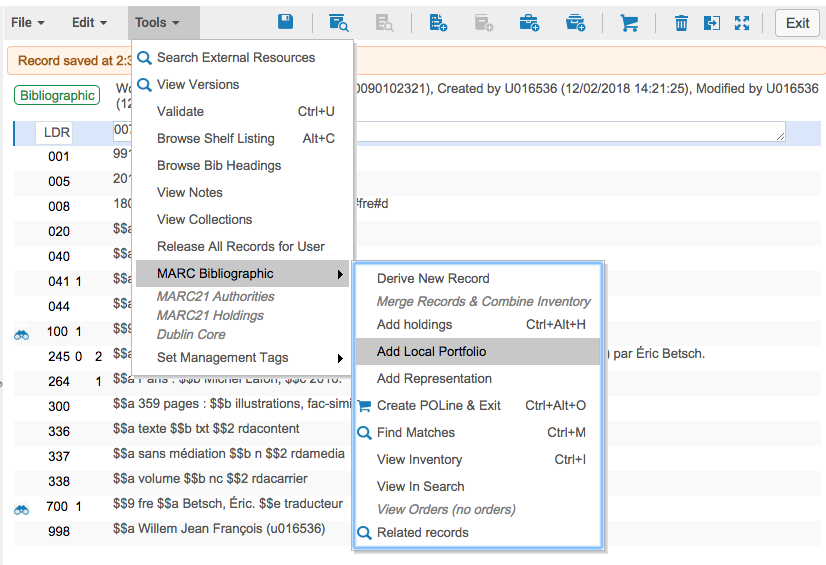 File Edit Tools Exit
Record saved at 2:3
Bibliographic
0090102321), Created by U016536 (12/02/2018 14:21:25), Modified by U016536
(12
Search External Resources
View Versions
Validate Ctrl+U
Browse Shelf Listing Alt+C
Browse Bib Headings
View Notes
View Collections
Release All Records for User
MARC Bibliographic
MARC21 Authorities
MARC21 Holdings
Dublin Core
Set Management Tags
Derive New Record
Merge Records & Combine Inventory
Add holdings Ctrl+Alt+H
Add Local Portfolio
Add Representation
Create POLine & Exit Ctrl+Alt+O
Find Matches Ctrl+M
View Inventory Ctrl+I
View In Search
View Orders (no orders)
Related records
LDR 007
001 991
005 201
008 180 #fre#d
020 $$a
040 $$a
041 1 $$a
044 $$a
100 1 $$9
245 0 2 $$a ) par Éric Betsch.
264 1 $$a Paris : $$b Michel Lafon, $$c 2018.
300 $$a 359 pages : $$b illustrations, fac-simi
336 $$a texte $$b txt $$2 rdacontent
337 $$a sans médiation $$b n $$2 rdamedia
338 $$a volume $$b nc $$2 rdacarrier
700 1 $$9 fre $$a Betsch, Éric. $$e traducteur
998 $$a Willem Jean François (u016536)